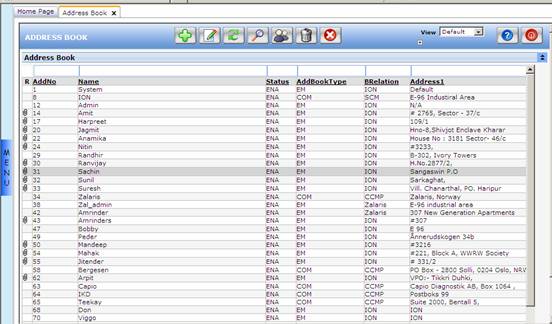 Home Page Address Book x
ADDRESS BOOK View Default
Address Book
R AddNo Name Status AddBookType BRelation Address1
1 System ENA EM ION Default
8 ION ENA COM SCM E-96 Industiral Area
12 Admin ENA EM ION N/A
14 Amit ENA EM ION # 2765, Sector - 37/c
17 Harpreet ENA EM ION 109/1
20 Jagmit ENA EM ION Hno-8,Shivjot Enclave Kharar
22 Anamika ENA EM ION House No : 3181 Sector- 46/c
24 Nitin ENA EM ION #3233,
29 Randhir ENA EM ION B-302, Ivory Towers
30 Ranvijay ENA EM ION H.No.2877/2,
31 Sachin ENA EM ION Sangaswin P.O
32 Sunil ENA EM ION Sarkaghat,
33 Suresh ENA EM ION Vill. Chanarthal, PO. Haripur
34 Zalaris ENA COM CCMP Zalaris, Norway
38 Zal_admin ENA EM Zalaris E-96 industrial area
42 Amrinder ENA EM Zalaris 307 New Generation Apartments
43 Amrinders ENA EM ION #307
47 Bobby ENA EM ION E 96
49 Peder ENA EM ION Ånnerudskogen 34b
50 Mandeep ENA EM ION #3216
54 Mahak ENA EM ION #221, Block A, WWRW Society
55 Jitender ENA EM ION # 331/2
58 Bergesen ENA COM CCMP PO Box - 2800 Solli, 0204 Oslo, NRW
62 Arpit ENA EM ION VPO:- Tikkri Duhki,
63 Capio ENA COM CCMP Capio Diagnostik AB, Box 1064 ,
64 IKD ENA COM CCMP Postboks 99
65 Teekay ENA COM CCMP Suite 2000, Bentall 5,
68 Don ENA EM ION ION
70 Viggo ENA EM ION ION
MENU